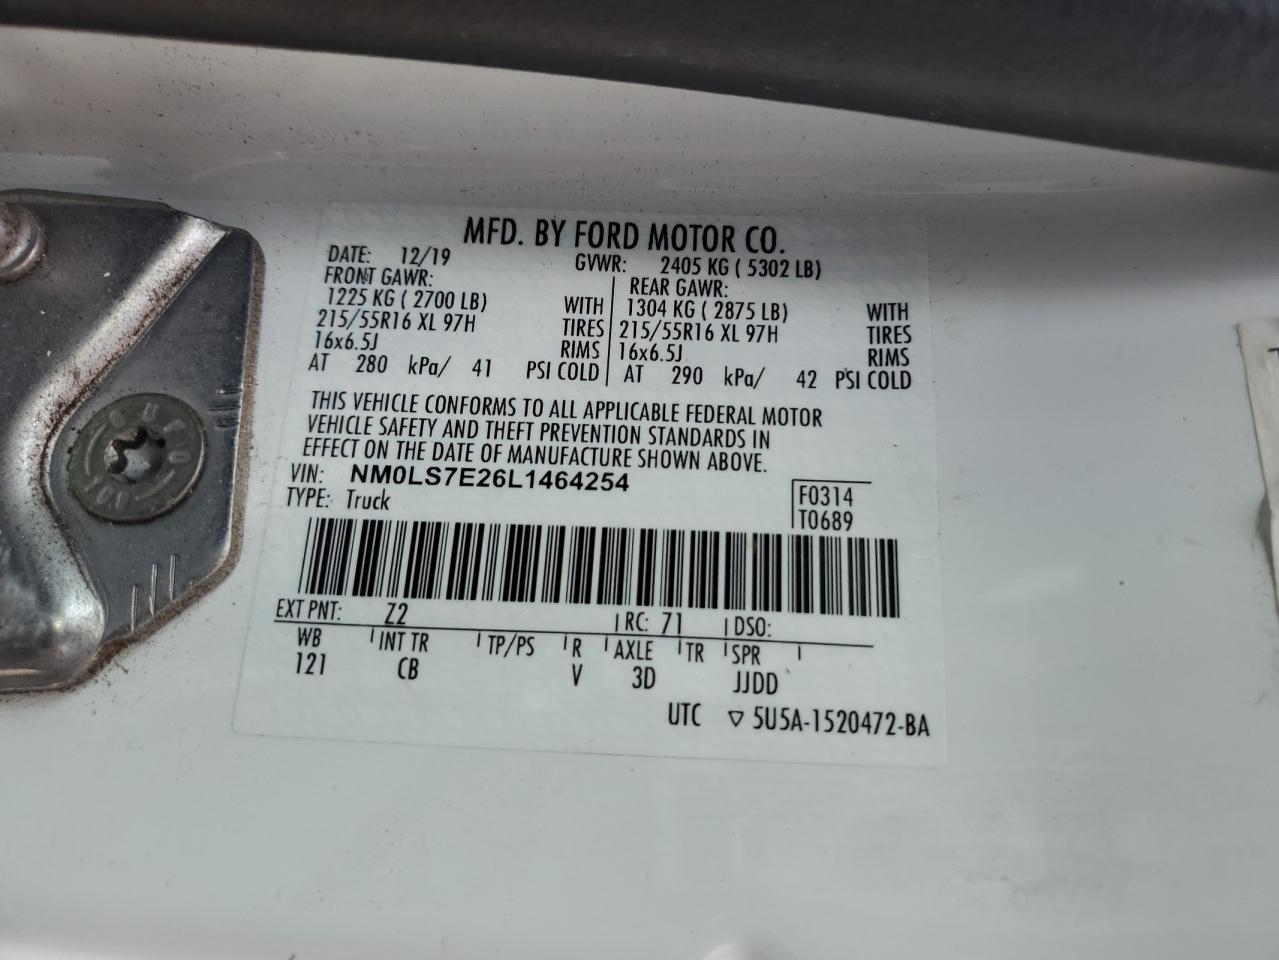 MFD. BY FORD MOTOR CO.
DATE: 12/19 GVWR: 2405 KG ( 5302 LB)
FRONT GAWR: REAR GAWR:
1225 KG ( 2700 LB) WITH 1304 KG ( 2875 LB) WITH
215/55R16 XL 97H TIRES 215/55R16 XL 97H TIRES
16x6.5J RIMS 16x6.5J RIMS
AT 280 kPa/ 41 PSI COLD AT 290 kPa/ 42 PSI COLD
THIS VEHICLE CONFORMS TO ALL APPLICABLE FEDERAL MOTOR
VEHICLE SAFETY AND THEFT PREVENTION STANDARDS IN
EFFECT ON THE DATE OF MANUFACTURE SHOWN ABOVE.
VIN: NM0LS7E26L1464254
TYPE: Truck
F0314
T0689
EXT PNT: Z2 RC: 71 DSO:
WB INT TR TP/PS R AXLE TR SPR
121 CB V 3D JJDD
UTC ▽ 5U5A-1520472-BA